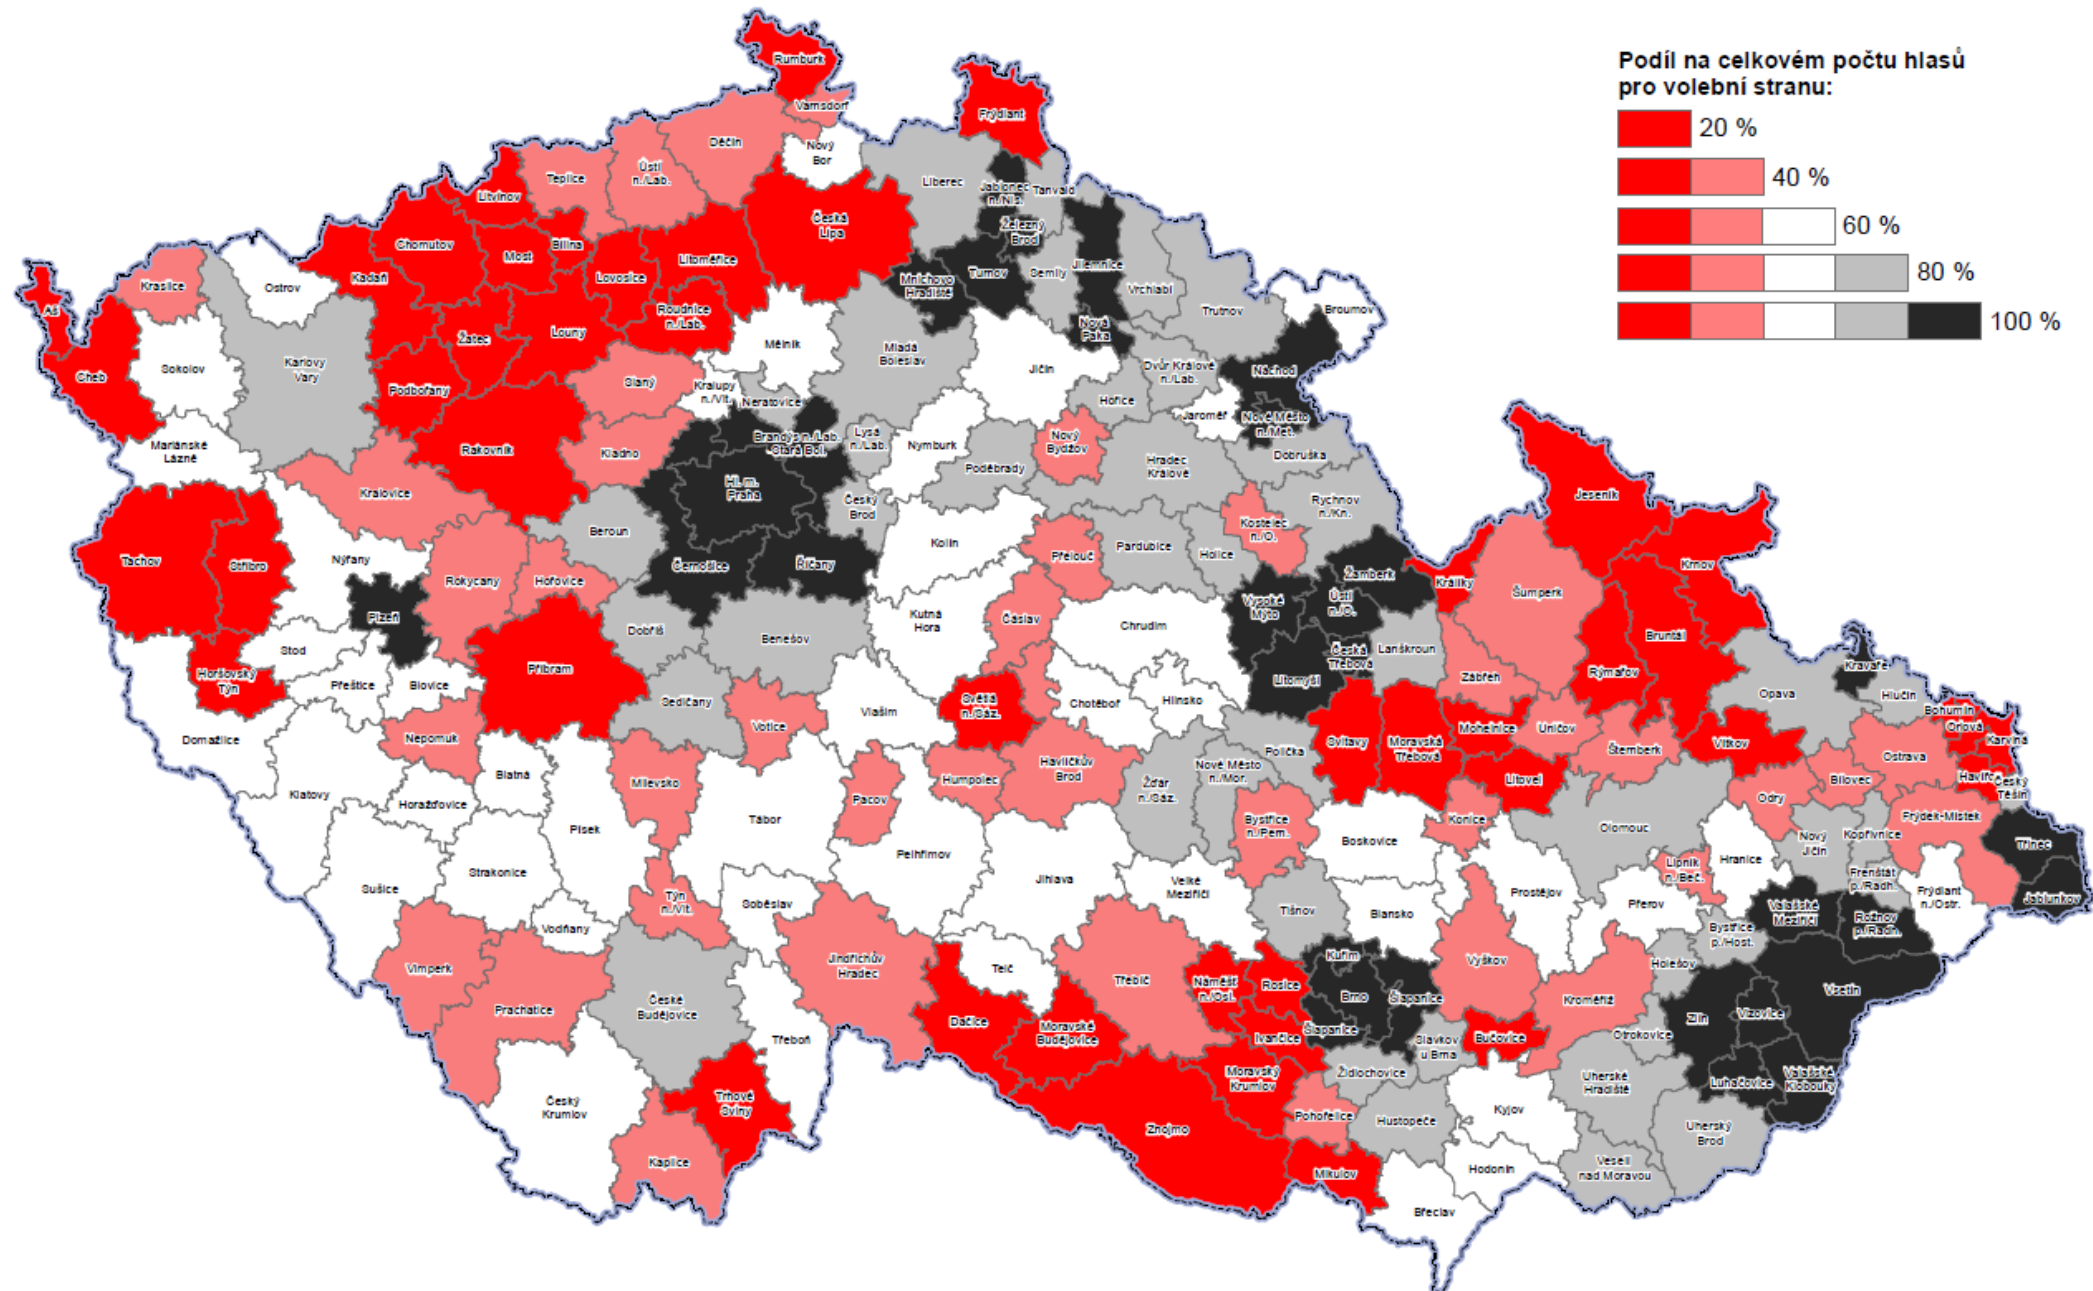 Podíl na celkovém počtu hlasů
pro volební stranu:
20 %
40 %
60 %
80 %
100 %
Rumburk
Varnsdorf
Frýdlant
Děčín
Nový
Bor
Ústí
n./Lab.
Teplice
Litvínov
Liberec
Jablonec
n./Nis.
Tanvald
Česká
Lípa
Železný
Brod
Chomutov
Most
Bílina
Lovosice
Litoměřice
Kadaň
Kraslice
Ostrov
Mnichovo
Hradiště
Turnov
Semily
Jilemnice
Vrchlabí
Trutnov
Broumov
Aš
Roudnice
n./Lab.
Nová
Paka
Žatec
Louny
Mělník
Mladá
Boleslav
Jičín
Dvůr Králové
n./Lab.
Náchod
Cheb
Sokolov
Karlovy
Vary
Podbořany
Slaný
Kralupy
n./Vlt.
Neratovice
Hořice
Jaroměř
Nové Město
n./Met.
Mariánské
Lázně
Rakovník
Kladno
Brandýs n./Lab.
Stará Bol.
Lysá
n./Lab.
Nymburk
Nový
Bydžov
Poděbrady
Hradec
Králové
Dobruška
Kralovice
Hl. m.
Praha
Český
Brod
Rychnov
n./Kn.
Kostelec
n./O.
Jeseník
Tachov
Stříbro
Nýřany
Beroun
Kolín
Přelouč
Pardubice
Holice
Rokycany
Hořovice
Černošice
Říčany
Žamberk
Králíky
Šumperk
Krnov
Plzeň
Vysoké
Mýto
Ústí
n./O.
Čáslav
Chrudim
Kutná
Hora
Dobříš
Benešov
Stod
Česká
Třebová
Lanškroun
Bruntál
Horšovský
Týn
Přeštice
Blovice
Příbram
Litomyšl
Zábřeh
Rýmařov
Opava
Kravaře
Hlučín
Sedlčany
Votice
Vlašim
Světlá
n./Sáz.
Chotěboř
Hlinsko
Bohumín
Orlová
Karviná
Domažlice
Nepomuk
Svitavy
Moravská
Třebová
Mohelnice
Uničov
Šternberk
Vítkov
Ostrava
Polička
Nové Město
n./Mor.
Klatovy
Blatná
Horažďovice
Milevsko
Pacov
Humpolec
Havlíčkův
Brod
Žďár
n./Sáz.
Litovel
Bílovec
Český
Těšín
Odry
Písek
Tábor
Bystřice
n./Pern.
Boskovice
Konice
Olomouc
Nový
Jičín
Kopřivnice
Frýdek-Místek
Třinec
Sušice
Strakonice
Pelhřimov
Jihlava
Velké
Meziříčí
Prostějov
Lipník
n./Beč.
Hranice
Frenštát
p./Radh.
Frýdlant
n./Ostr.
Jablunkov
Týn
n./Vlt.
Soběslav
Tišnov
Blansko
Přerov
Valašské
Meziříčí
Rožnov
p./Radh.
Vodňany
Bystřice
p./Host.
Vimperk
Jindřichův
Hradec
Telč
Třebíč
Náměšť
n./Osl.
Rosice
Kuřim
Brno
Šlapanice
Vyškov
Holešov
Kroměříž
Vsetín
Prachatice
České
Budějovice
Dačice
Moravské
Budějovice
Ivančice
Šlapanice
Slavkov
u Brna
Bučovice
Otrokovice
Zlín
Vizovice
Třeboň
Moravský
Krumlov
Židlochovice
Uherské
Hradiště
Luhačovice
Valašské
Klobouky
Český
Krumlov
Trhové
Sviny
Pohořelice
Hustopeče
Kyjov
Uherský
Brod
Znojmo
Kaplice
Mikulov
Hodonín
Veselí
nad Moravou
Břeclav